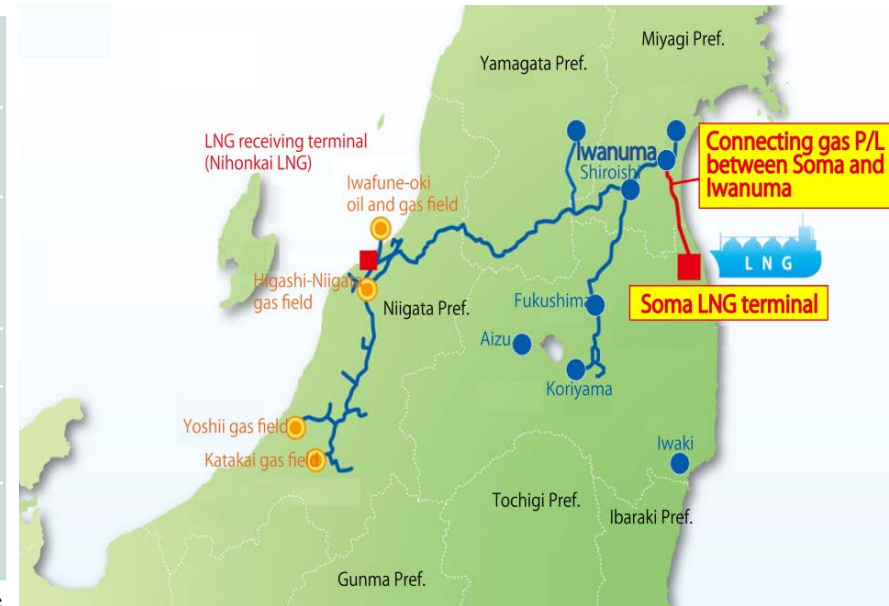 Miyagi Pref.
Yamagata Pref.
LNG receiving terminal
(Nihonkai LNG)
Iwafune-oki
oil and gas field
Iwanuma
Shiroishi
Connecting gas P/L
between Soma and
Iwanuma
LNG
Higashi-Niigata
gas field
Niigata Pref.
Fukushima
Soma LNG terminal
Aizu
Koriyama
Yoshii gas field
Katakai gas field
Iwaki
Tochigi Pref.
Ibaraki Pref.
Gunma Pref.